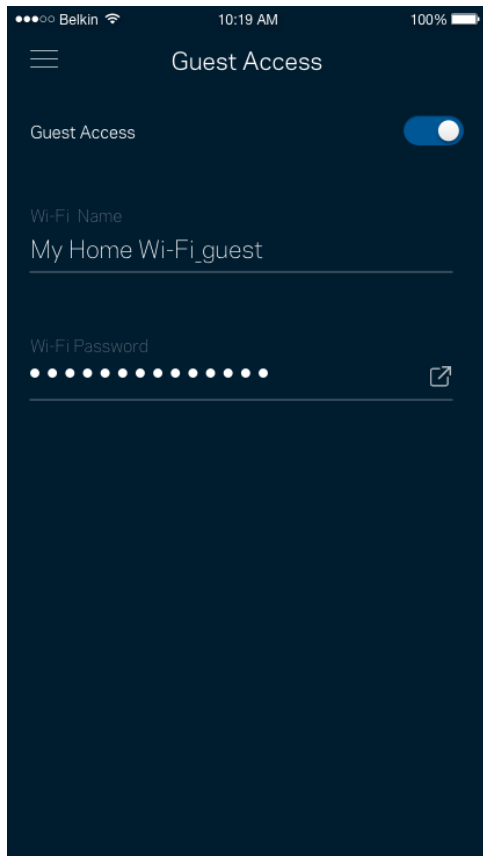 Belkin 10:19 AM 100%
Guest Access
Guest Access
Wi-Fi Name
My Home Wi-Fi_guest
Wi-Fi Password
●●●●●●●●●●●●●●